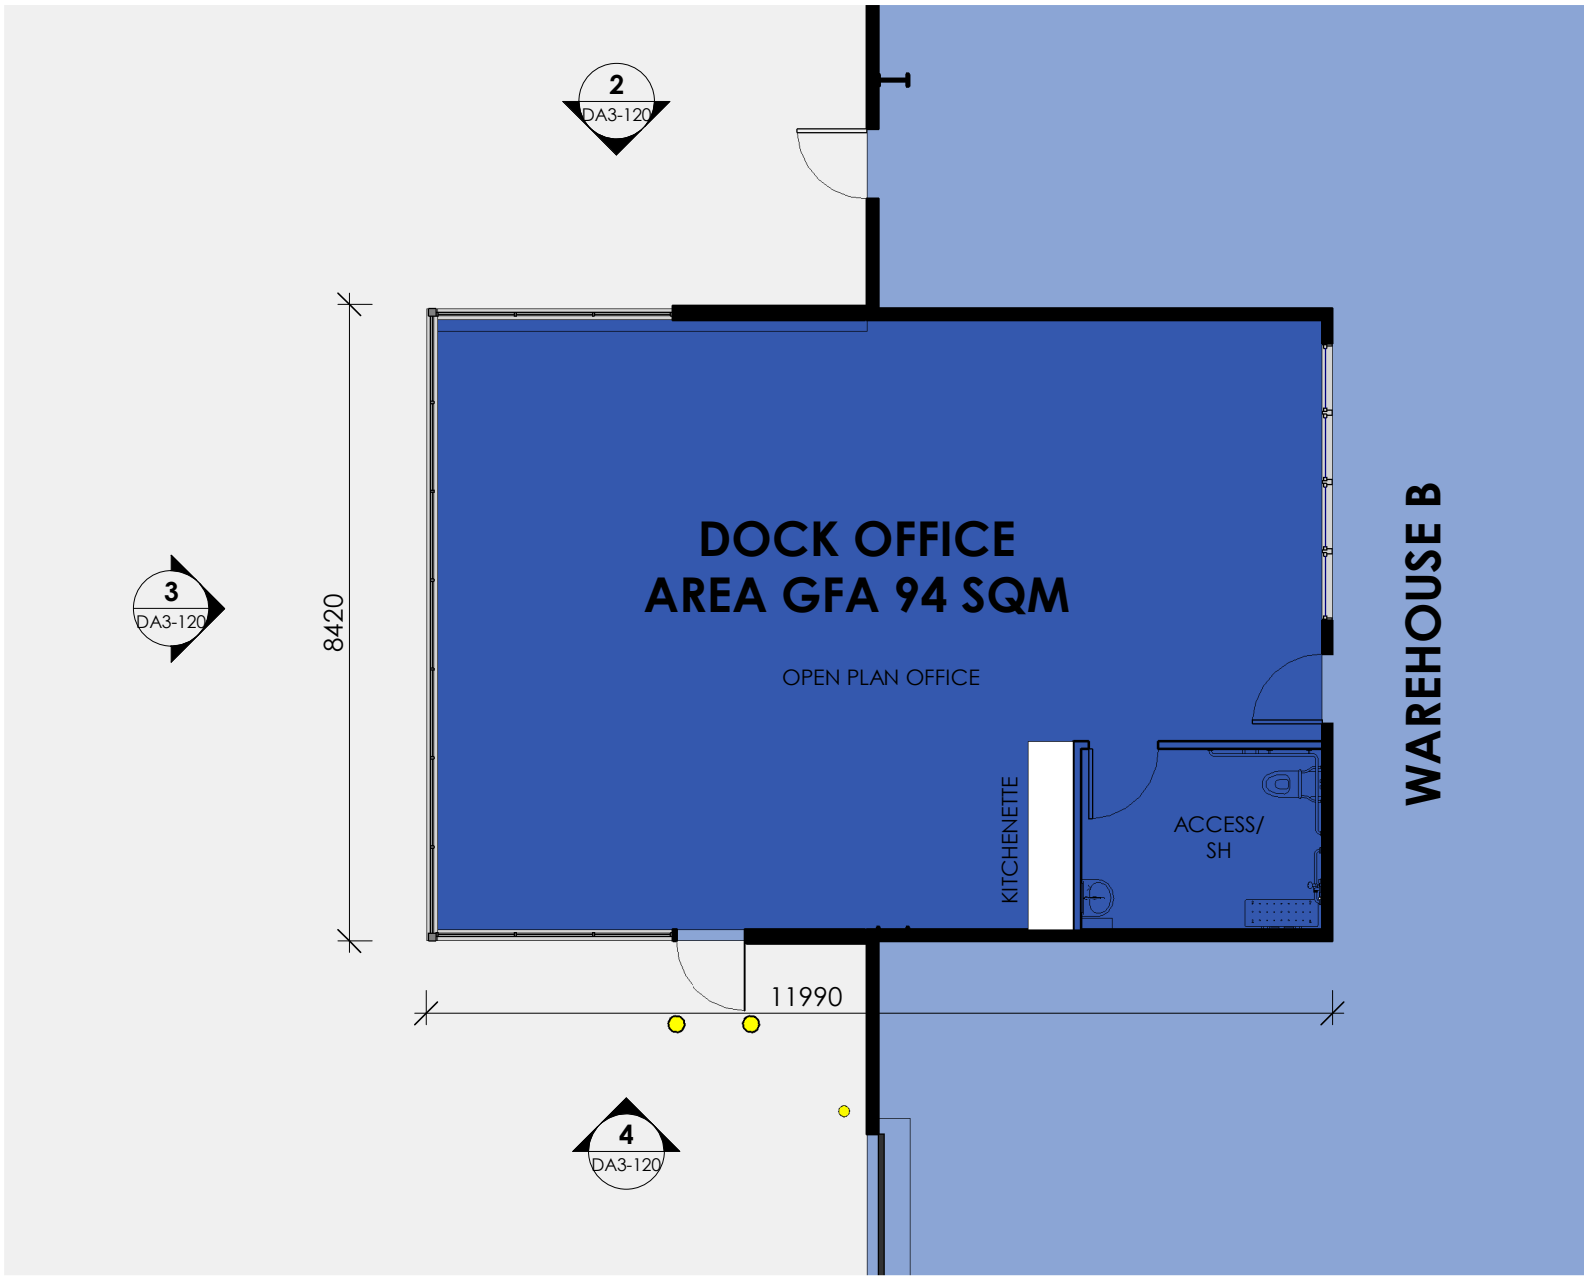 2
DA3-120
3
DA3-120
8420
DOCK OFFICE
AREA GFA 94 SQM
OPEN PLAN OFFICE
WAREHOUSE B
KITCHENETTE
ACCESS/
SH
11990
4
DA3-120